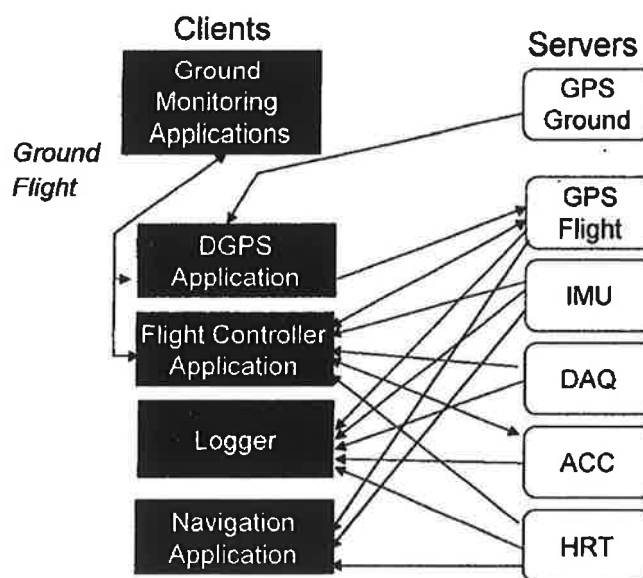 Clients
Servers
Ground
Monitoring
Applications
GPS
Ground
Ground
Flight
DGPS
Application
GPS
Flight
Flight Controller
Application
IMU
DAQ
Logger
ACC
Navigation
Application
HRT